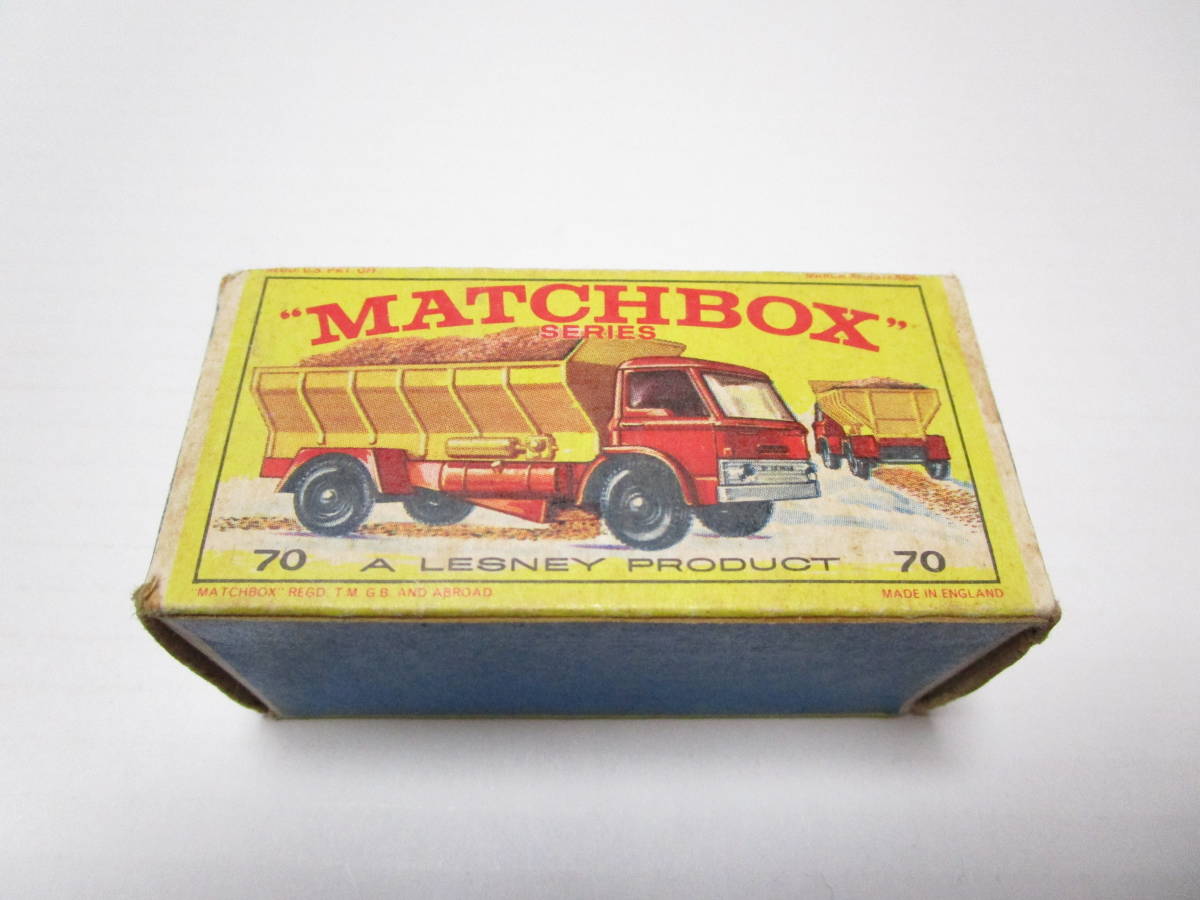 "MATCHBOX"
SERIES
70 A LESNEY PRODUCT 70
"MATCHBOX" REGD. T.M. G.B. AND ABROAD MADE IN ENGLAND